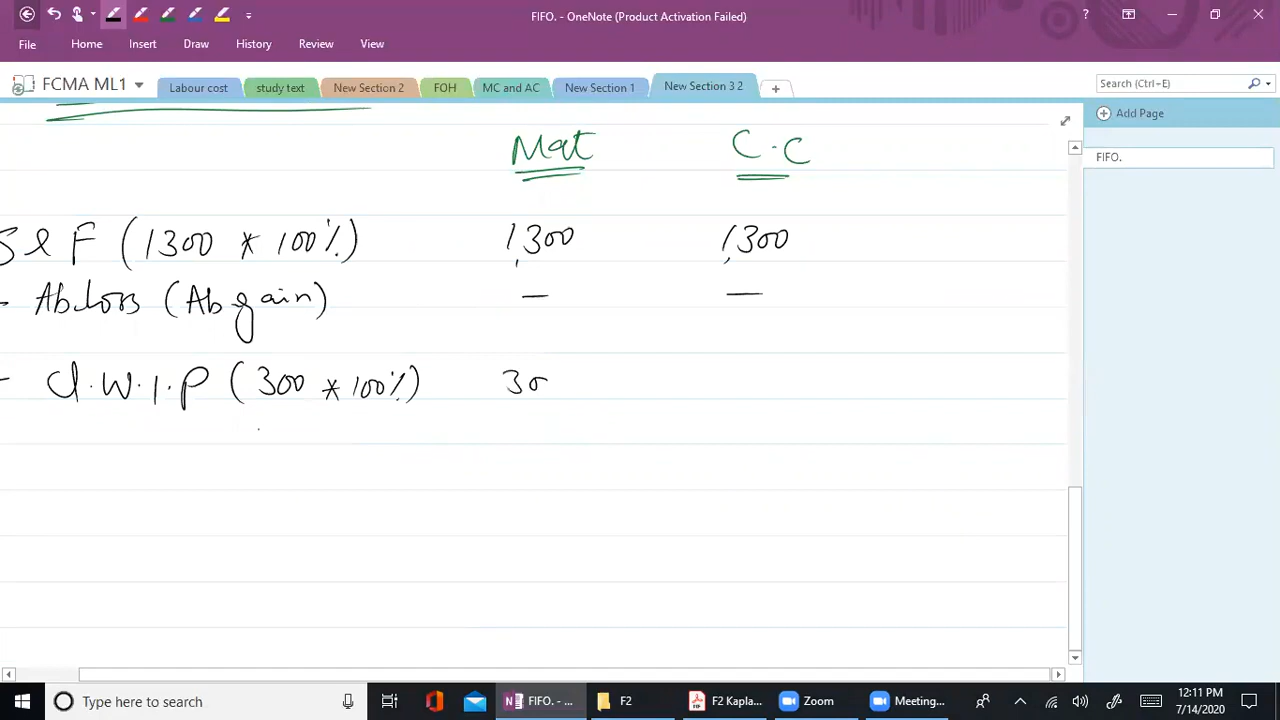 FIFO. - OneNote (Product Activation Failed)
File Home Insert Draw History Review View
FCMA ML1 Labour cost study text New Section 2 FOH MC and AC New Section 1 New Section 3 2 Search (Ctrl+E)
Add Page
FIFO.
Mat C.C
S & F (1300 * 100%) 1,300 1,300
- Ab loss (Ab gain) — —
- Cl.W.I.P (300 * 100%) 30
Type here to search FIFO. - ... F2 F2 Kapla... Zoom Meeting... 12:11 PM
7/14/2020